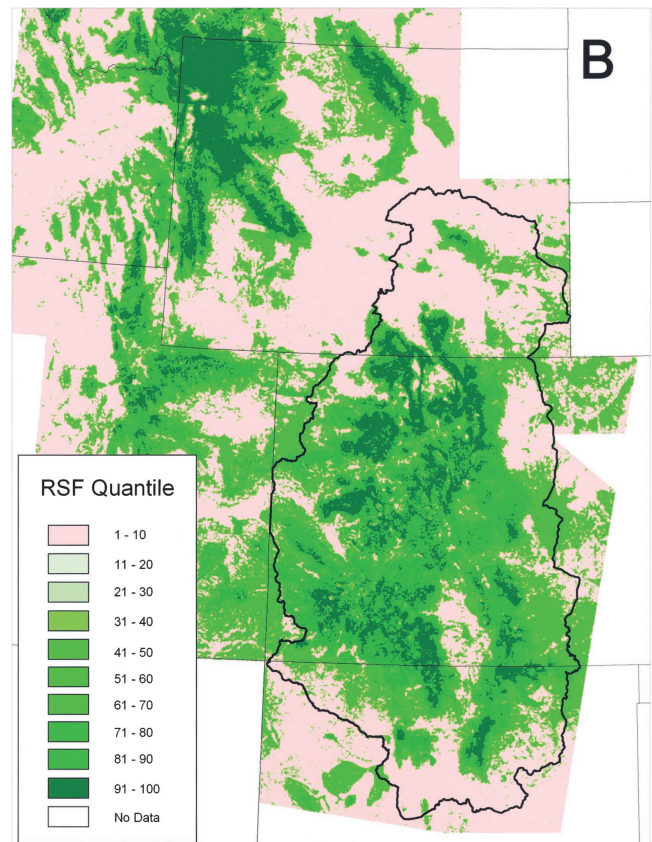 B
RSF Quantile
1 - 10
11 - 20
21 - 30
31 - 40
41 - 50
51 - 60
61 - 70
71 - 80
81 - 90
91 - 100
No Data